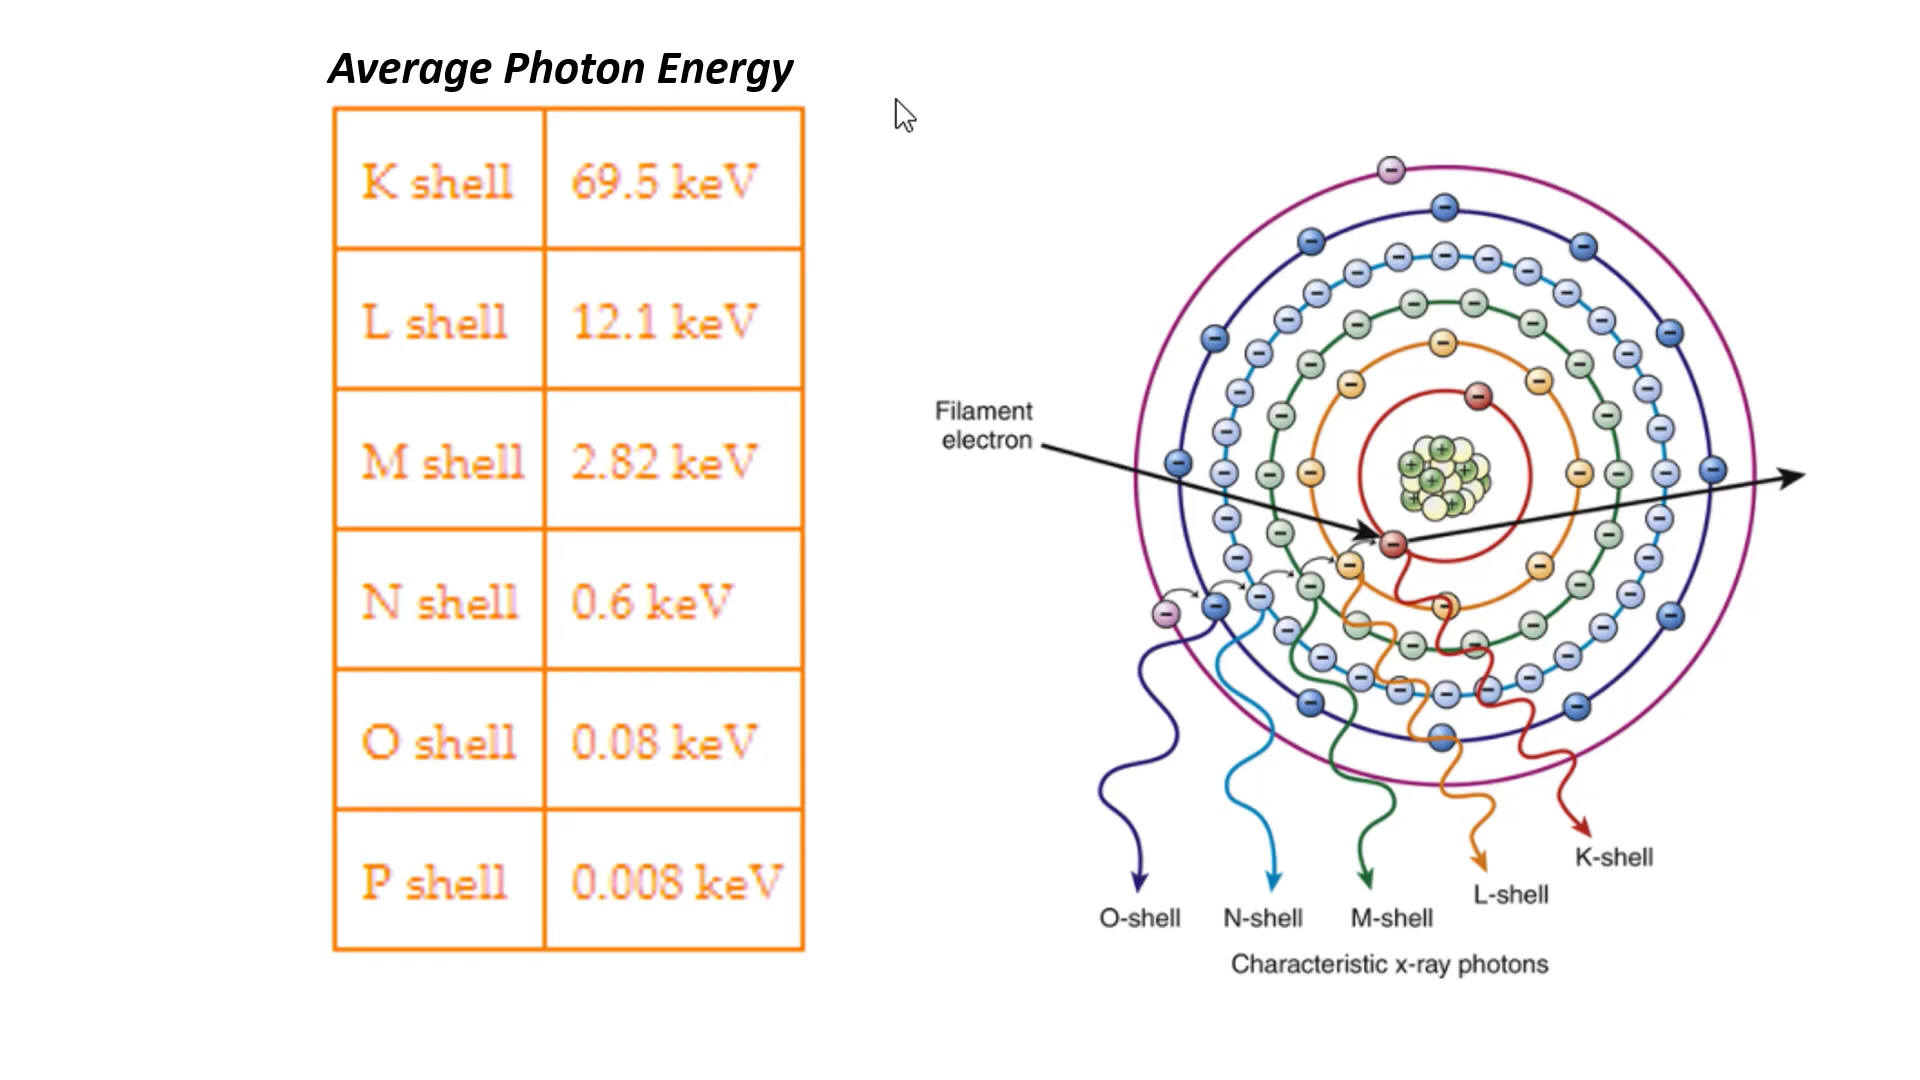 Average Photon Energy
K shell 69.5 keV
L shell 12.1 keV
M shell 2.82 keV
N shell 0.6 keV
O shell 0.08 keV
P shell 0.008 keV
Filament
electron
K-shell
L-shell
O-shell N-shell M-shell
Characteristic x-ray photons